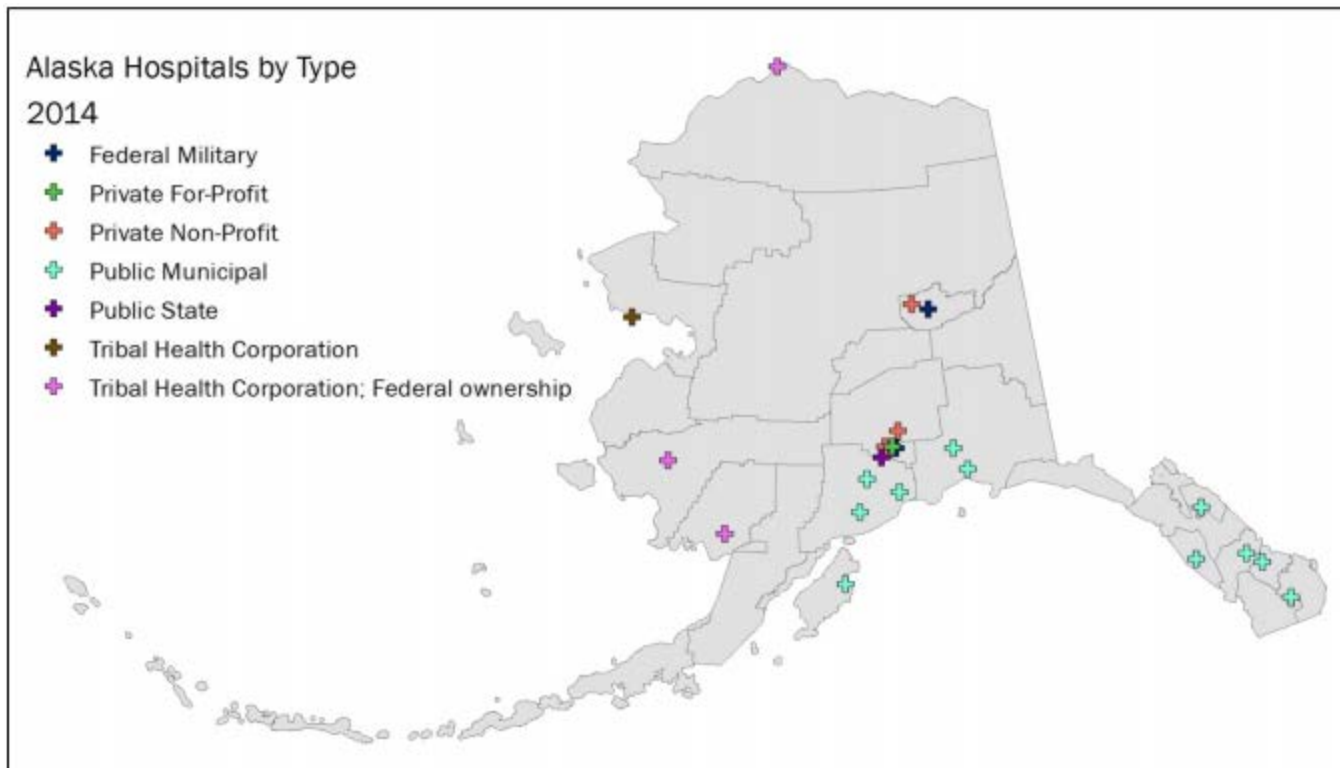 Alaska Hospitals by Type
2014
Federal Military
Private For-Profit
Private Non-Profit
Public Municipal
Public State
Tribal Health Corporation
Tribal Health Corporation; Federal ownership